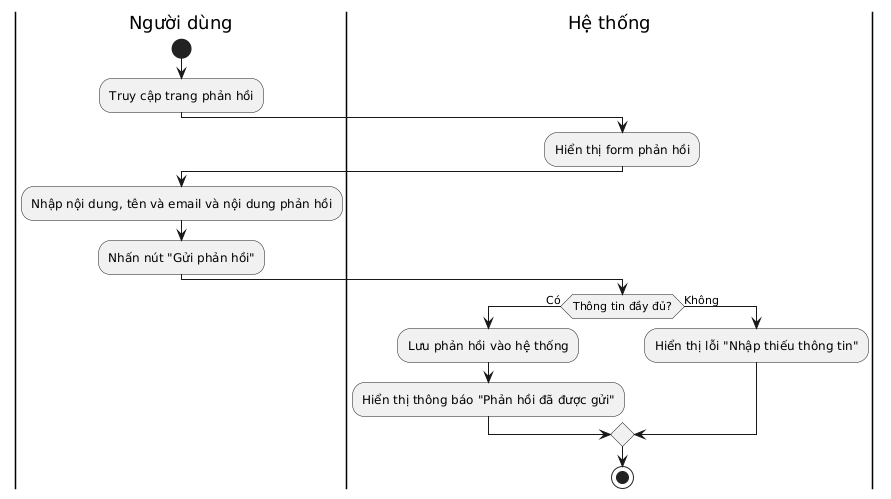 Người dùng
Hệ thống
Truy cập trang phản hồi
Hiển thị form phản hồi
Nhập nội dung, tên và email và nội dung phản hồi
Nhấn nút "Gửi phản hồi"
Có
Thông tin đầy đủ?
Không
Lưu phản hồi vào hệ thống
Hiển thị lỗi "Nhập thiếu thông tin"
Hiển thị thông báo "Phản hồi đã được gửi"